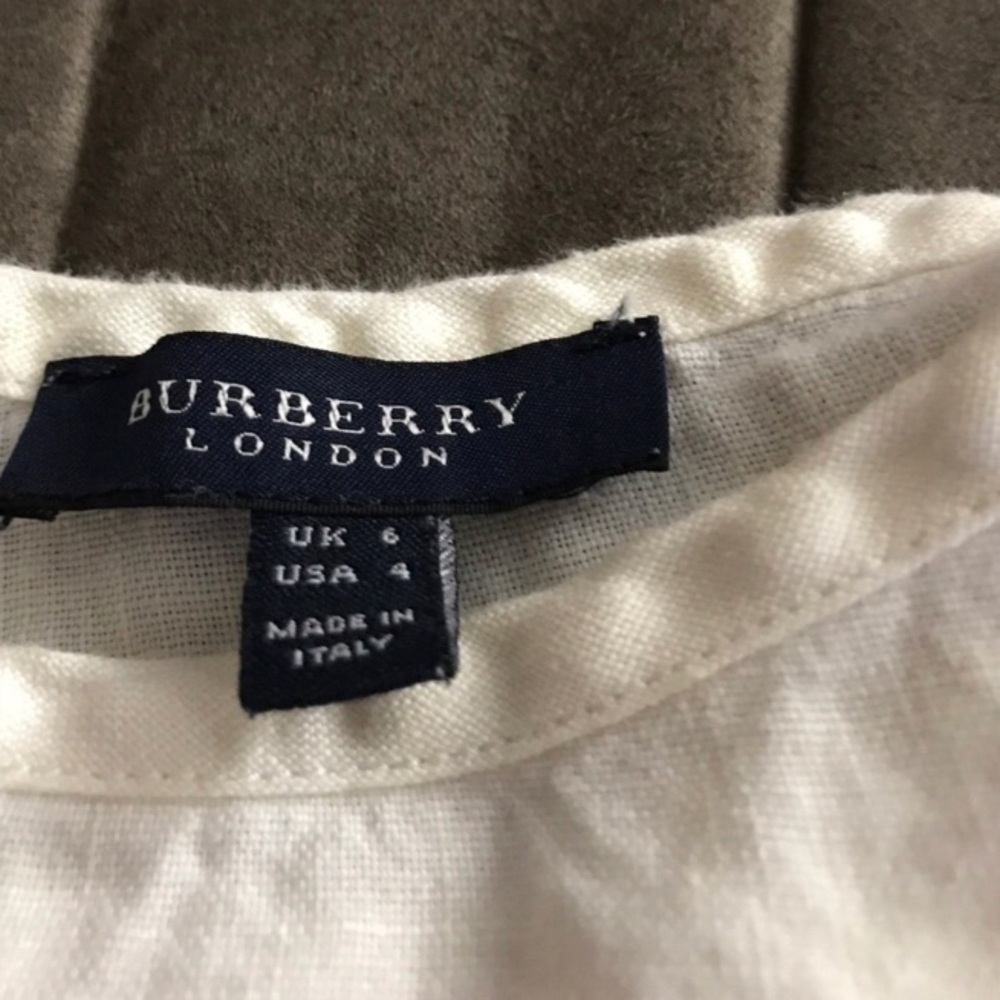 BURBERRY
LONDON
UK 6
USA 4
MADE IN
ITALY